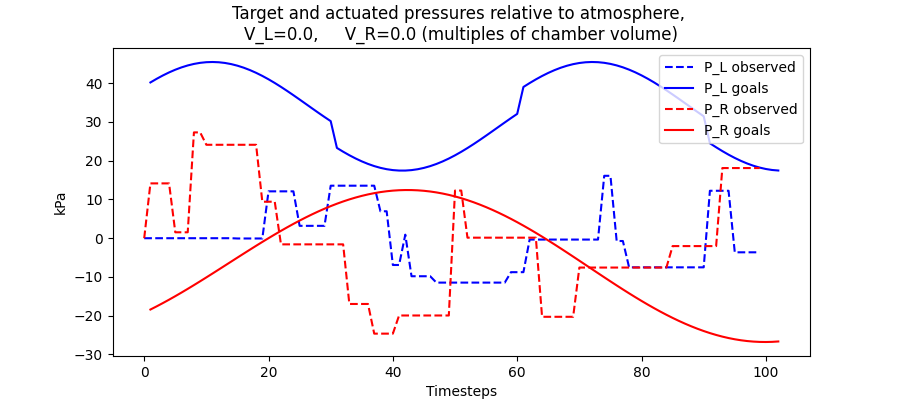 Target and actuated pressures relative to atmosphere,
V_L=0.0,     V_R=0.0 (multiples of chamber volume)
P_L observed
P_L goals
P_R observed
P_R goals
kPa
40
30
20
10
0
−10
−20
−30
0 20 40 60 80 100
Timesteps